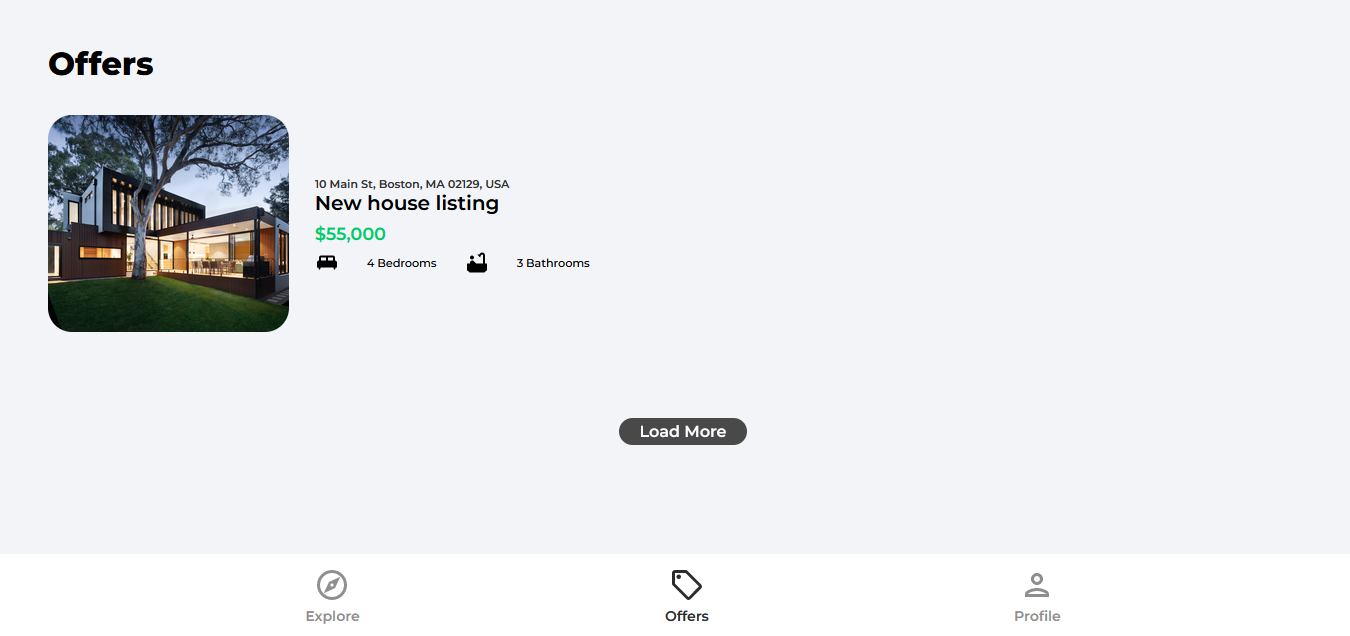 Offers
10 Main St, Boston, MA 02129, USA
New house listing
$55,000
4 Bedrooms 3 Bathrooms
Load More
Explore Offers Profile